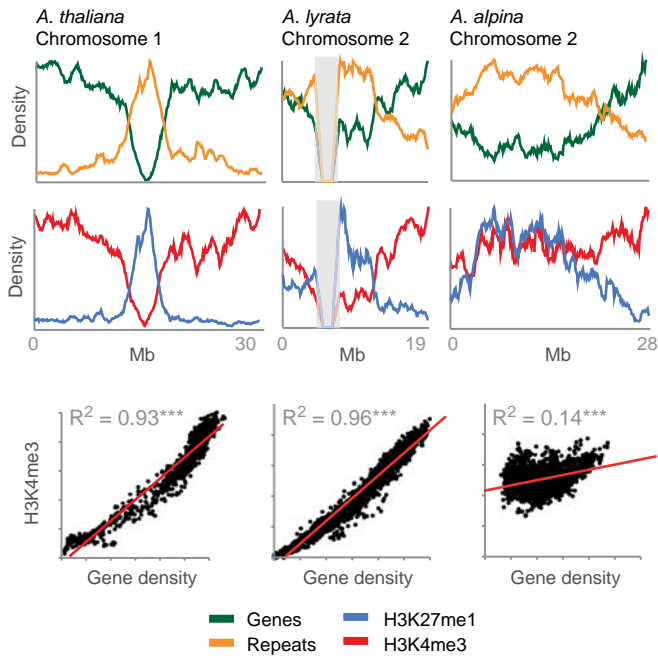 A. thaliana
Chromosome 1
A. lyrata
Chromosome 2
A. alpina
Chromosome 2
Density
Density
0 30
Mb
0 19
Mb
0 28
Mb
R² = 0.93***
R² = 0.96***
R² = 0.14***
H3K4me3
Gene density
Gene density
Gene density
Genes
H3K27me1
Repeats
H3K4me3